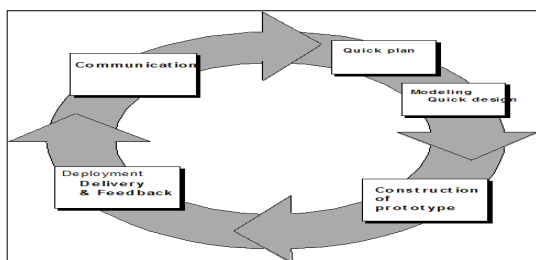 Communication
Quick plan
Modeling
Quick design
Construction
of
prototype
Deployment
Delivery
& Feedback